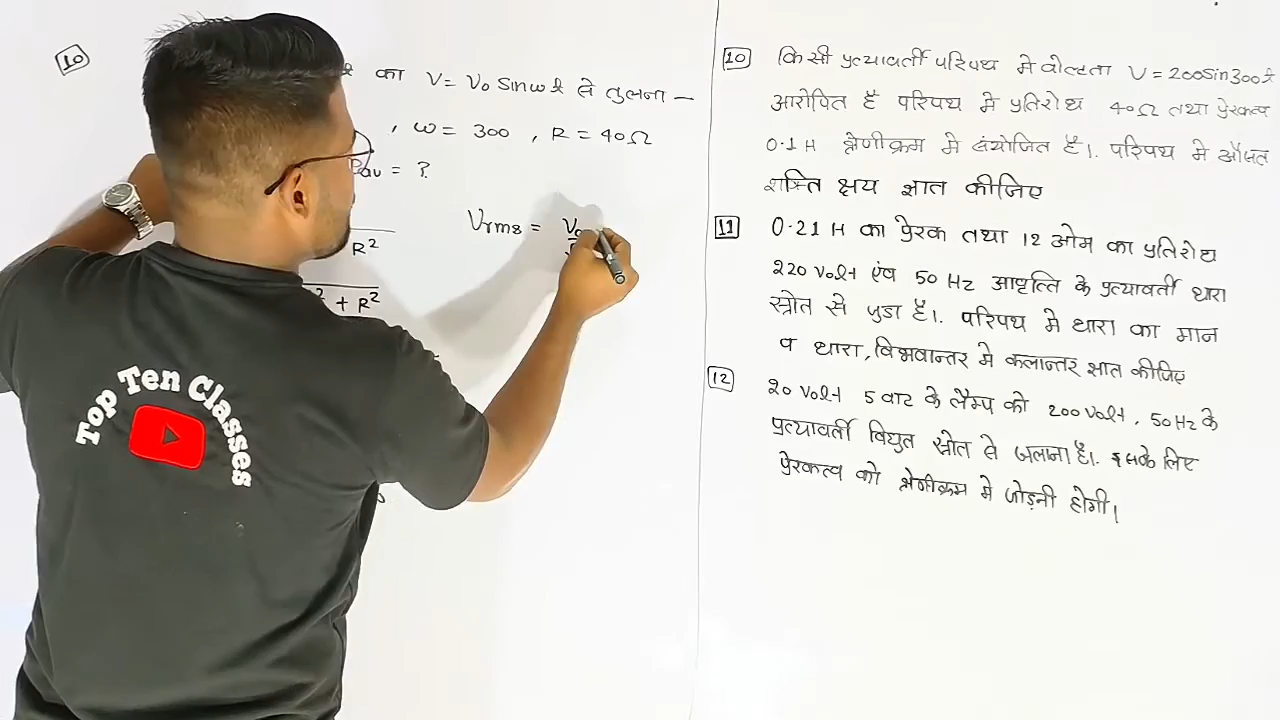 10
का V = V₀ sinωt से तुलना —
, ω = 300 , R = 40Ω
Pav = ?
Vrms = V₀
R²
² + R²
Top Ten Classes
10 किसी प्रत्यावर्ती परिपथ मे वोल्टता V = 200sin300t
आरोपित है परिपथ मे प्रतिरोध 40Ω तथा प्रेरकत्व
0.1 H श्रेणीक्रम मे संयोजित है। परिपथ मे औसत
शक्ति क्षय ज्ञात कीजिए
11 0.21 H का प्रेरक तथा 12 ओम का प्रतिरोध
220 Volt एंव 50 Hz आवृत्ति के प्रत्यावर्ती धारा
स्रोत से जुडा है। परिपथ मे धारा का मान
व धारा, विभवान्तर मे कलान्तर ज्ञात कीजिए
12 20 Volt 5 वाट के लैम्प को 200 Volt, 50 Hz के
प्रत्यावर्ती विद्युत स्रोत से जलाना है। इसके लिए
प्रेरकत्व को श्रेणीक्रम मे जोड़नी होगी।